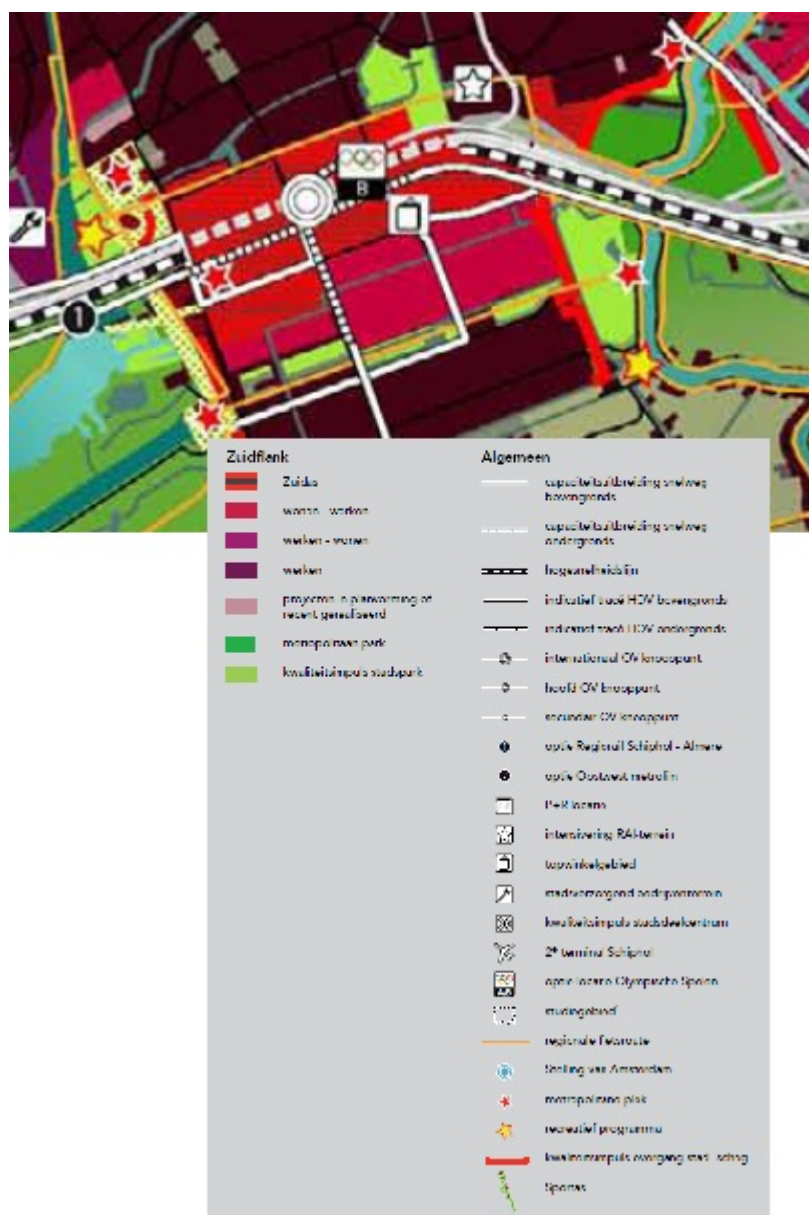 B
1
Zuidflank
Zuidas
wonen - werken
werken - wonen
werken
projecten in planvorming of
recent gerealiseerd
metropolitaan park
kwaliteitsimpuls stadspark
Algemeen
capaciteitsuitbreiding snelweg
bovengronds
capaciteitsuitbreiding snelweg
ondergronds
hogesnelheidslijn
indicatief tracé HOV bovengronds
indicatief tracé HOV ondergronds
internationaal OV knooppunt
hoofd OV knooppunt
secundair OV knooppunt
optie Regiorail Schiphol - Almere
optie Oostwest metrolijn
P+R locatie
intensivering RAI-terrein
topwinkelgebied
stadsverzorgend bedrijventerrein
kwaliteitsimpuls stadsdeelcentrum
2e terminal Schiphol
optie locatie Olympische Spelen
studiegebied
regionale fietsroute
Stelling van Amsterdam
metropolitane plek
recreatief programma
kwaliteitsimpuls overgang stad -
Sportas